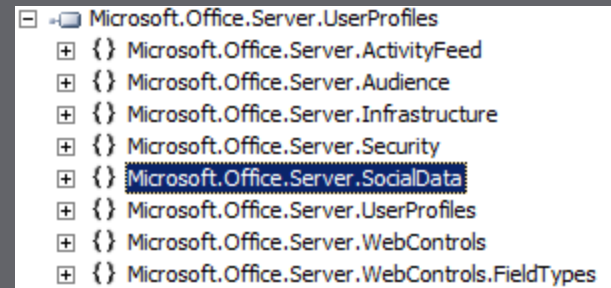 Microsoft.Office.Server.UserProfiles
{} Microsoft.Office.Server.ActivityFeed
{} Microsoft.Office.Server.Audience
{} Microsoft.Office.Server.Infrastructure
{} Microsoft.Office.Server.Security
{} Microsoft.Office.Server.SocialData
{} Microsoft.Office.Server.UserProfiles
{} Microsoft.Office.Server.WebControls
{} Microsoft.Office.Server.WebControls.FieldTypes